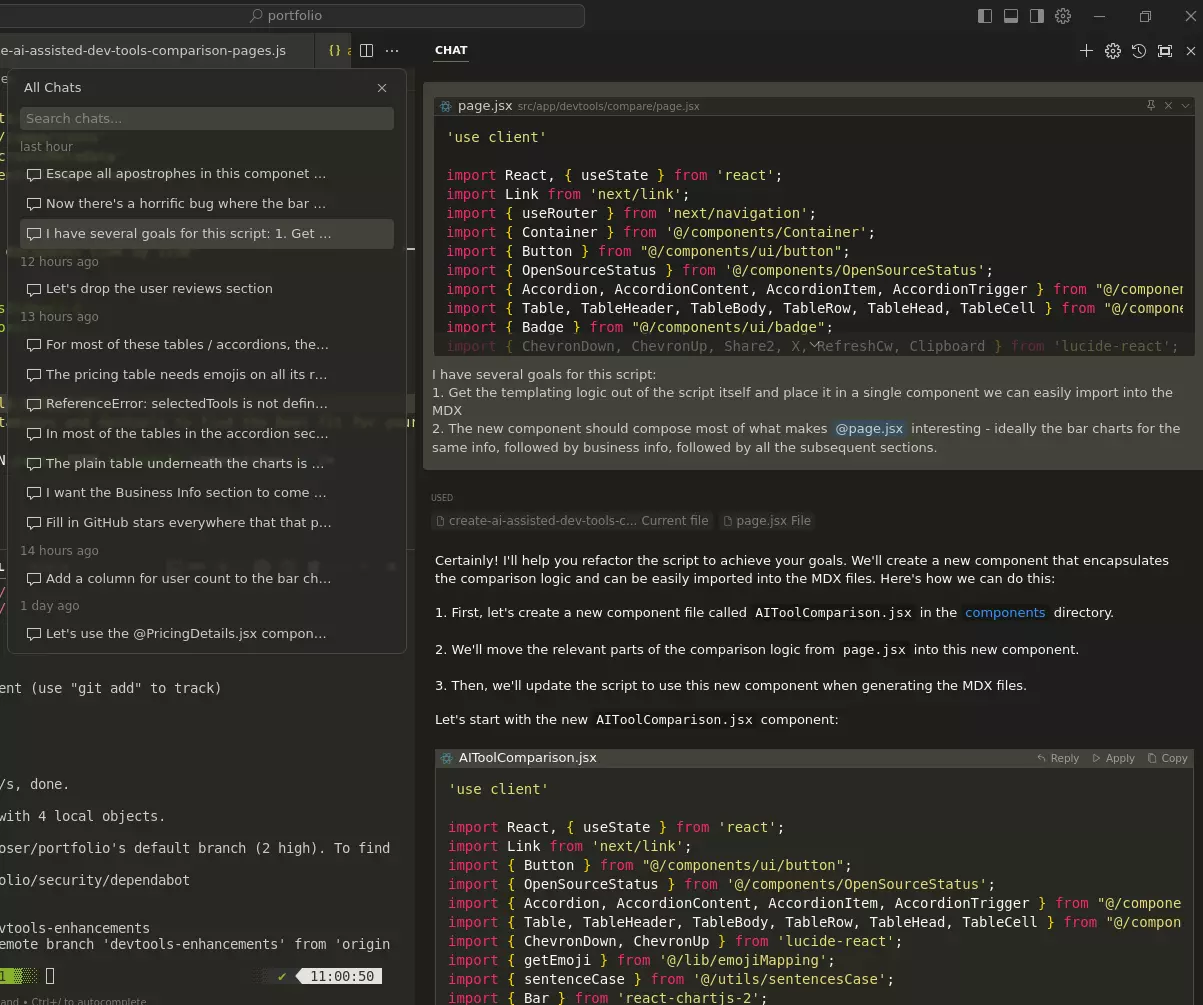 portfolio
e-ai-assisted-dev-tools-comparison-pages.js
{} a
CHAT
All Chats
Search chats...
last hour
Escape all apostrophes in this componet ...
Now there's a horrific bug where the bar ...
I have several goals for this script: 1. Get ...
12 hours ago
Let's drop the user reviews section
13 hours ago
For most of these tables / accordions, the...
The pricing table needs emojis on all its r...
ReferenceError: selectedTools is not defin...
In most of the tables in the accordion sec...
The plain table underneath the charts is ...
I want the Business Info section to come ...
Fill in GitHub stars everywhere that that p...
14 hours ago
Add a column for user count to the bar ch...
1 day ago
Let's use the @PricingDetails.jsx compon...
ent (use "git add" to track)
/s, done.
with 4 local objects.
oser/portfolio's default branch (2 high). To find
olio/security/dependabot
vtools-enhancements
emote branch 'devtools-enhancements' from 'origin
1
✔ 11:00:50
and • Ctrl+/ to autocomplete
page.jsx src/app/devtools/compare/page.jsx
'use client'
import React, { useState } from 'react';
import Link from 'next/link';
import { useRouter } from 'next/navigation';
import { Container } from '@/components/Container';
import { Button } from "@/components/ui/button";
import { OpenSourceStatus } from '@/components/OpenSourceStatus';
import { Accordion, AccordionContent, AccordionItem, AccordionTrigger } from "@/componen
import { Table, TableHeader, TableBody, TableRow, TableHead, TableCell } from "@/compone
import { Badge } from "@/components/ui/badge";
import { ChevronDown, ChevronUp, Share2, X, RefreshCw, Clipboard } from 'lucide-react';
I have several goals for this script:
1. Get the templating logic out of the script itself and place it in a single component we can easily import into the
MDX
2. The new component should compose most of what makes @page.jsx interesting - ideally the bar charts for the
same info, followed by business info, followed by all the subsequent sections.
USED
create-ai-assisted-dev-tools-c... Current file page.jsx File
Certainly! I'll help you refactor the script to achieve your goals. We'll create a new component that encapsulates
the comparison logic and can be easily imported into the MDX files. Here's how we can do this:
1. First, let's create a new component file called AIToolComparison.jsx in the components directory.
2. We'll move the relevant parts of the comparison logic from page.jsx into this new component.
3. Then, we'll update the script to use this new component when generating the MDX files.
Let's start with the new AIToolComparison.jsx component:
AIToolComparison.jsx Reply Apply Copy
'use client'
import React, { useState } from 'react';
import Link from 'next/link';
import { Button } from "@/components/ui/button";
import { OpenSourceStatus } from '@/components/OpenSourceStatus';
import { Accordion, AccordionContent, AccordionItem, AccordionTrigger } from "@/compone
import { Table, TableHeader, TableBody, TableRow, TableHead, TableCell } from "@/compon
import { ChevronDown, ChevronUp } from 'lucide-react';
import { getEmoji } from '@/lib/emojiMapping';
import { sentenceCase } from '@/utils/sentencesCase';
import { Bar } from 'react-chartjs-2';